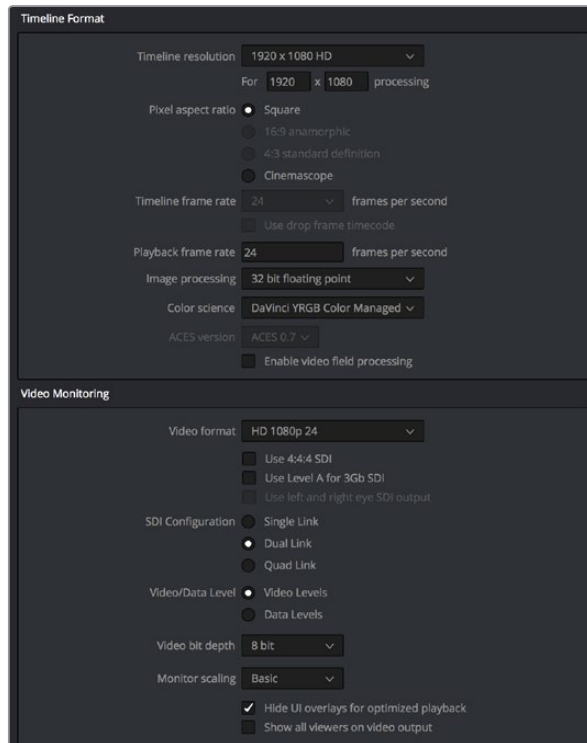 Timeline Format
Timeline resolution 1920 x 1080 HD
For 1920 x 1080 processing
Pixel aspect ratio Square
16:9 anamorphic
4:3 standard definition
Cinemascope
Timeline frame rate 24 frames per second
Use drop frame timecode
Playback frame rate 24 frames per second
Image processing 32 bit floating point
Color science DaVinci YRGB Color Managed
ACES version ACES 0.7
Enable video field processing
Video Monitoring
Video format HD 1080p 24
Use 4:4:4 SDI
Use Level A for 3Gb SDI
Use left and right eye SDI output
SDI Configuration Single Link
Dual Link
Quad Link
Video/Data Level Video Levels
Data Levels
Video bit depth 8 bit
Monitor scaling Basic
Hide UI overlays for optimized playback
Show all viewers on video output